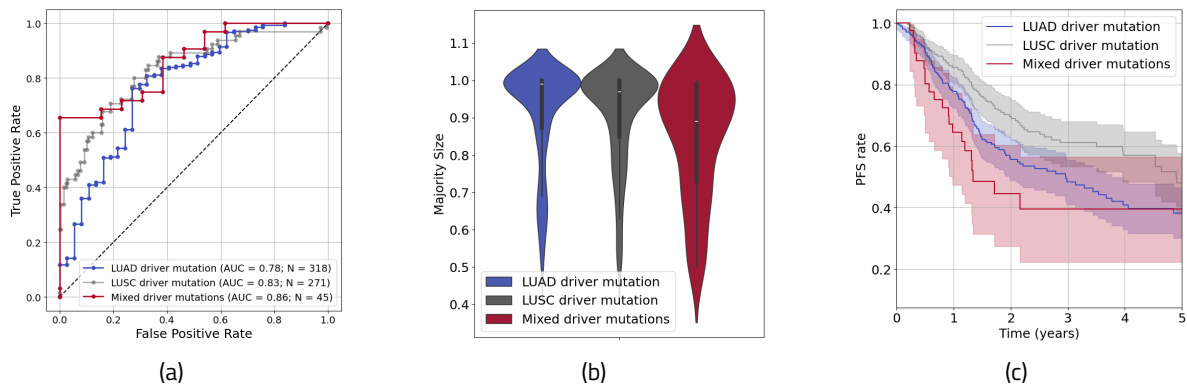 1.0
0.8
0.6
0.4
0.2
0.0
True Positive Rate
LUAD driver mutation (AUC = 0.78; N = 318)
LUSC driver mutation (AUC = 0.83; N = 271)
Mixed driver mutations (AUC = 0.86; N = 45)
0.0 0.2 0.4 0.6 0.8 1.0
False Positive Rate
(a)
1.1
1.0
0.9
0.8
0.7
0.6
0.5
0.4
Majority Size
LUAD driver mutation
LUSC driver mutation
Mixed driver mutations
(b)
1.0
0.8
0.6
0.4
0.2
PFS rate
LUAD driver mutation
LUSC driver mutation
Mixed driver mutations
0 1 2 3 4 5
Time (years)
(c)